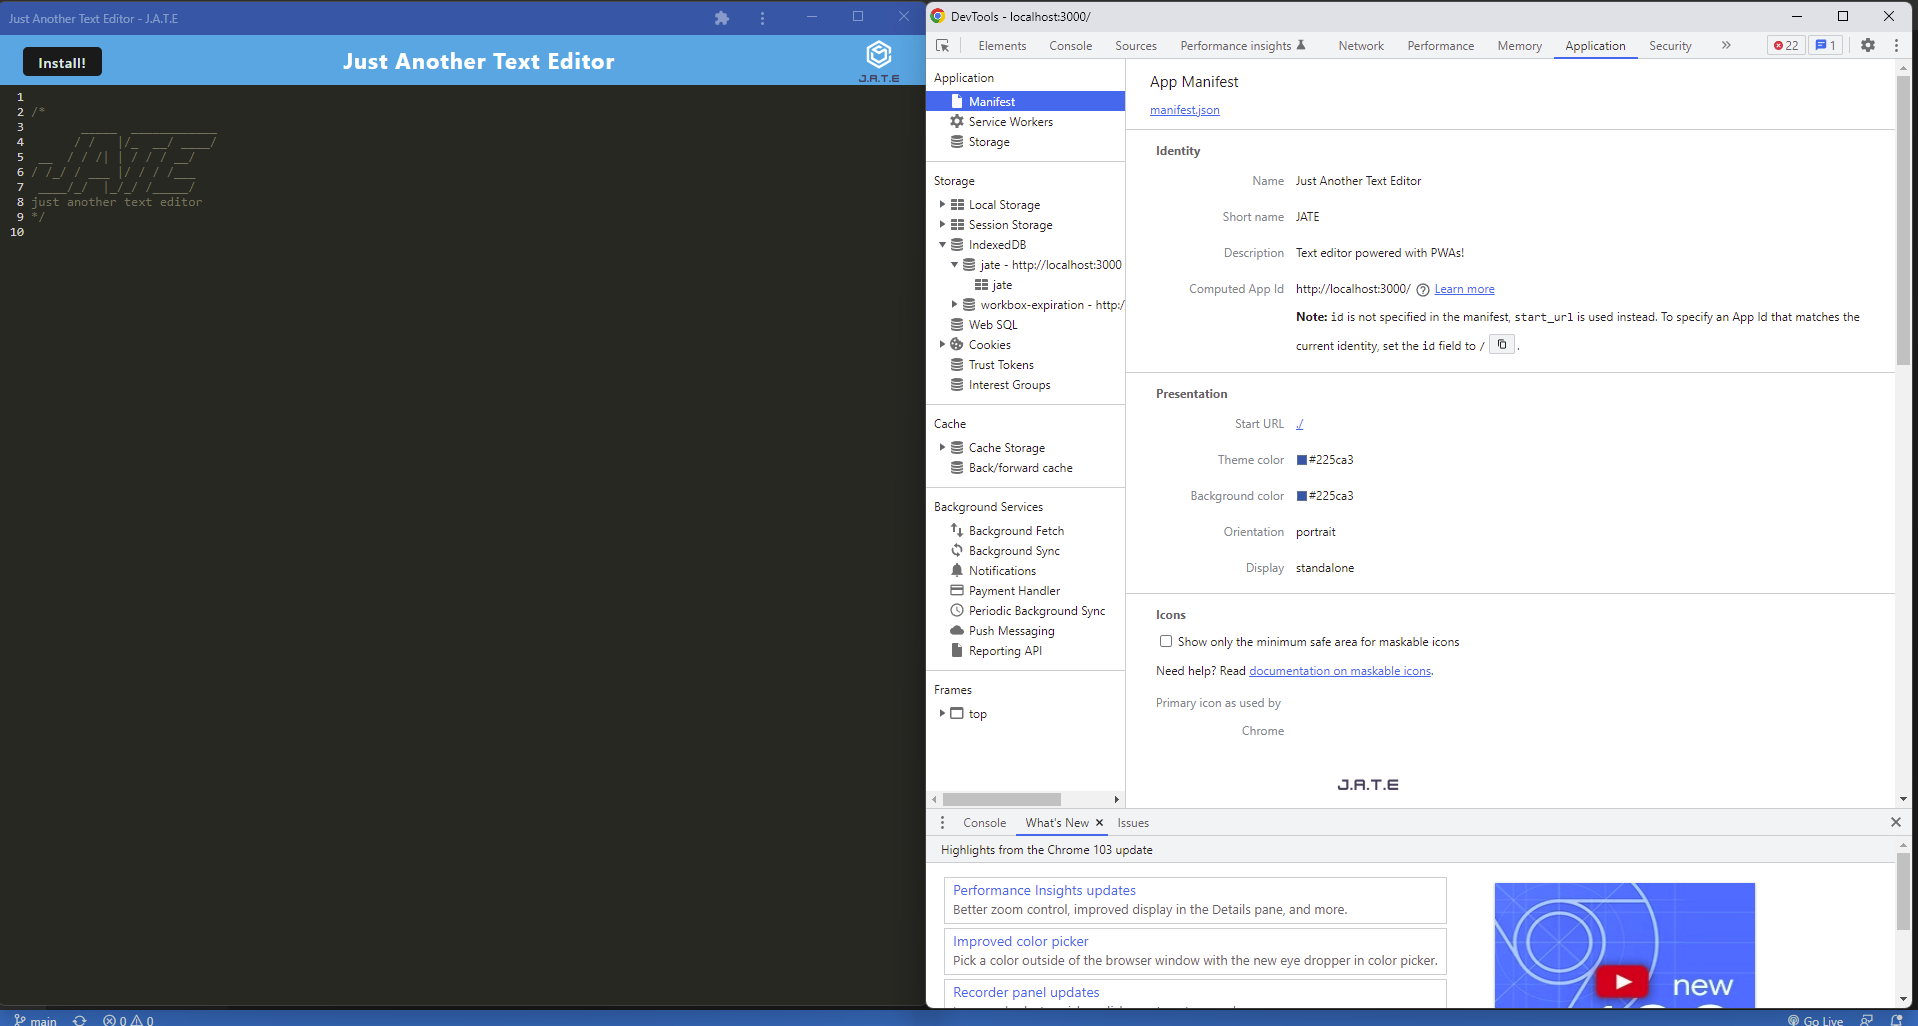 Just Another Text Editor - J.A.T.E
Install!
Just Another Text Editor
J.A.T.E
1
2 /*
3 _____ ____________
4 / / |/_ __/ ____/
5 __ / / /| | / / / __/
6 / /_/ / ___ |/ / / /___
7 ____/_/ |_/_/ /_____/
8 just another text editor
9 */
10
main
0 0
DevTools - localhost:3000/
Elements Console Sources Performance insights Network Performance Memory Application Security » 22 1
Application
Manifest
Service Workers
Storage
Storage
Local Storage
Session Storage
IndexedDB
jate - http://localhost:3000
jate
workbox-expiration - http:/
Web SQL
Cookies
Trust Tokens
Interest Groups
Cache
Cache Storage
Back/forward cache
Background Services
Background Fetch
Background Sync
Notifications
Payment Handler
Periodic Background Sync
Push Messaging
Reporting API
Frames
top
App Manifest
manifest.json
Identity
Name Just Another Text Editor
Short name JATE
Description Text editor powered with PWAs!
Computed App Id http://localhost:3000/ Learn more
Note: id is not specified in the manifest, start_url is used instead. To specify an App Id that matches the
current identity, set the id field to / .
Presentation
Start URL ./
Theme color #225ca3
Background color #225ca3
Orientation portrait
Display standalone
Icons
Show only the minimum safe area for maskable icons
Need help? Read documentation on maskable icons.
Primary icon as used by
Chrome
J.A.T.E
Console What's New Issues
Highlights from the Chrome 103 update
Performance Insights updates
Better zoom control, improved display in the Details pane, and more.
Improved color picker
Pick a color outside of the browser window with the new eye dropper in color picker.
Recorder panel updates
new
Go Live